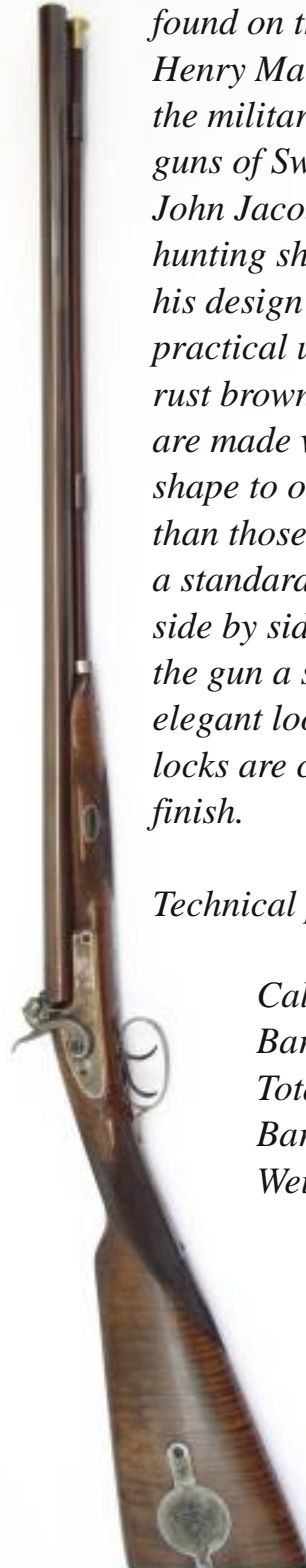 found on t
Henry Ma
the militar
guns of Sw
John Jaco
hunting sh
his design
practical u
rust brown
are made
shape to o
than those
a standard
side by sid
the gun a s
elegant loo
locks are c
finish.
Technical
Cal
Bar
Tota
Bar
Wei